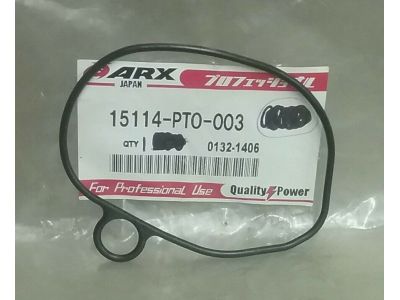 ARX
JAPAN
プロフェッショナル
15114-PTO-003
QTY 0132-1406
For Professional Use Quality Power